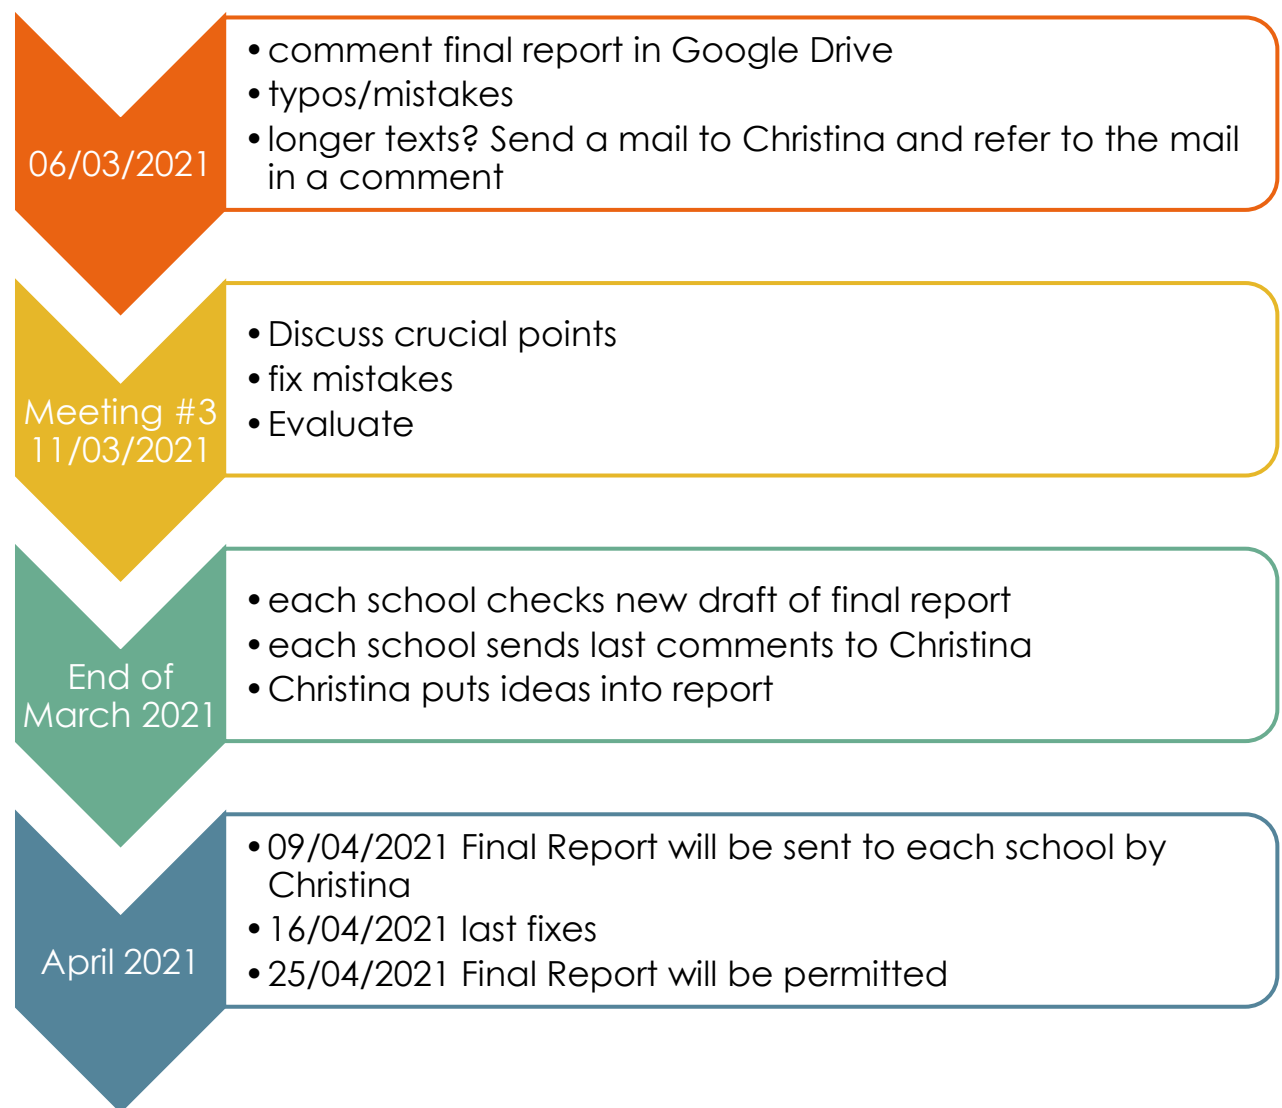 06/03/2021
• comment final report in Google Drive
• typos/mistakes
• longer texts? Send a mail to Christina and refer to the mail
in a comment
Meeting #3
11/03/2021
• Discuss crucial points
• fix mistakes
• Evaluate
End of
March 2021
• each school checks new draft of final report
• each school sends last comments to Christina
• Christina puts ideas into report
April 2021
• 09/04/2021 Final Report will be sent to each school by
Christina
• 16/04/2021 last fixes
• 25/04/2021 Final Report will be permitted